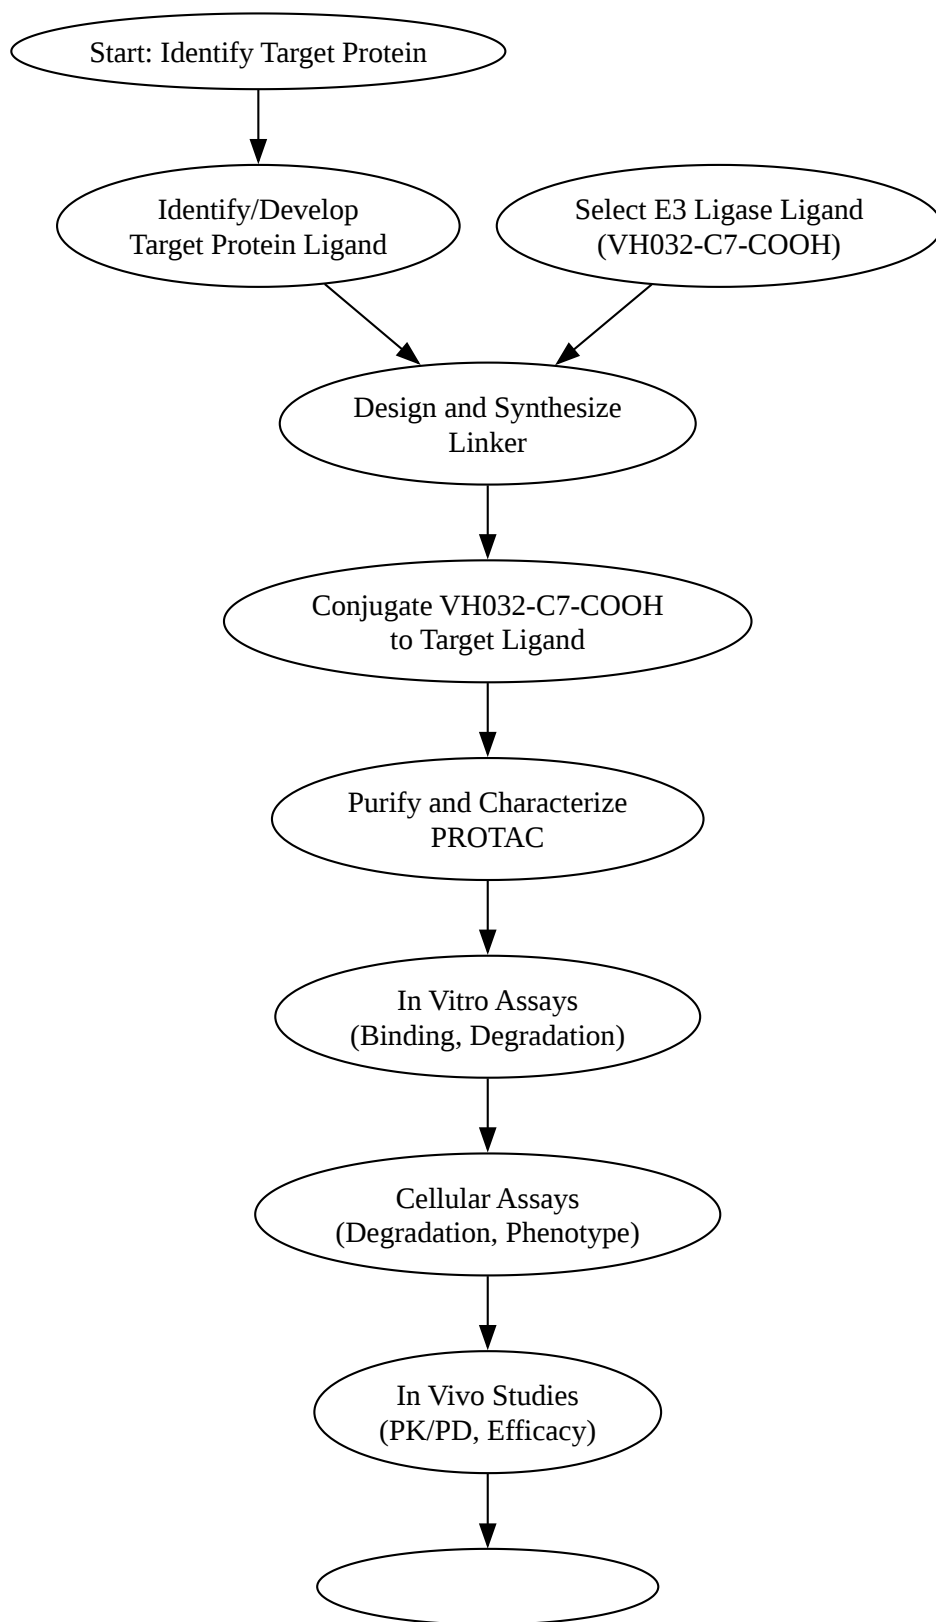 Start: Identify Target Protein
Identify/Develop
Target Protein Ligand
Select E3 Ligase Ligand
(VH032-C7-COOH)
Design and Synthesize
Linker
Conjugate VH032-C7-COOH
to Target Ligand
Purify and Characterize
PROTAC
In Vitro Assays
(Binding, Degradation)
Cellular Assays
(Degradation, Phenotype)
In Vivo Studies
(PK/PD, Efficacy)